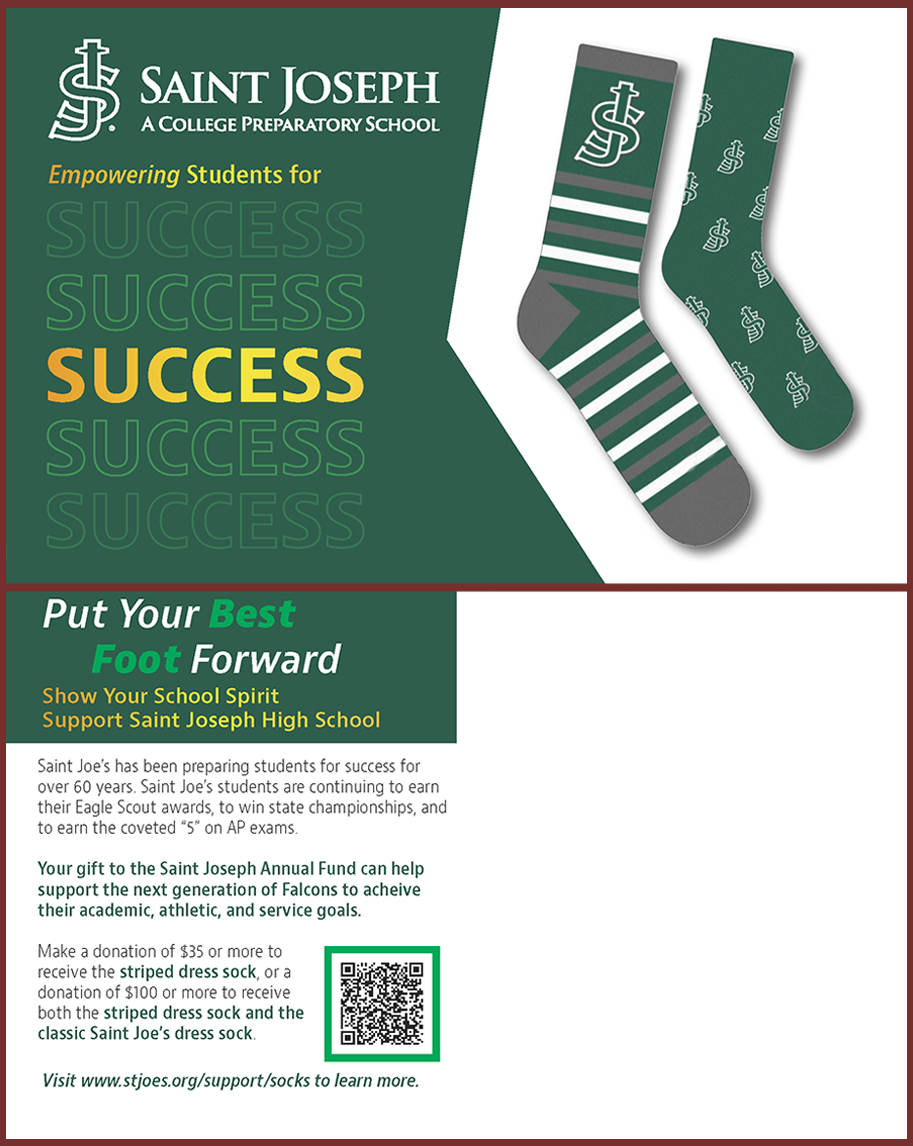 SAINT JOSEPH
A COLLEGE PREPARATORY SCHOOL
Empowering Students for
SUCCESS
SUCCESS
SUCCESS
SUCCESS
SUCCESS
Put Your Best
Foot Forward
Show Your School Spirit
Support Saint Joseph High School
Saint Joe's has been preparing students for success for
over 60 years. Saint Joe's students are continuing to earn
their Eagle Scout awards, to win state championships, and
to earn the coveted "5" on AP exams.
Your gift to the Saint Joseph Annual Fund can help
support the next generation of Falcons to acheive
their academic, athletic, and service goals.
Make a donation of $35 or more to
receive the striped dress sock, or a
donation of $100 or more to receive
both the striped dress sock and the
classic Saint Joe's dress sock.
Visit www.stjoes.org/support/socks to learn more.